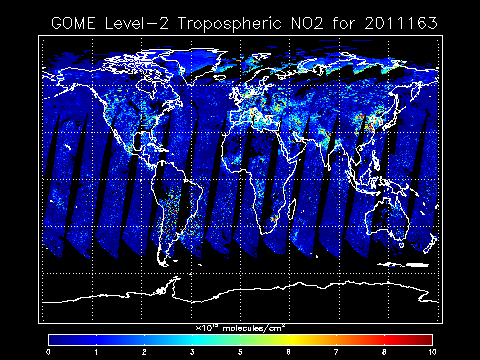 GOME Level-2 Tropospheric NO2 for 2011163
×10¹⁵ molecules/cm²
0 1 2 3 4 5 6 7 8 9 10